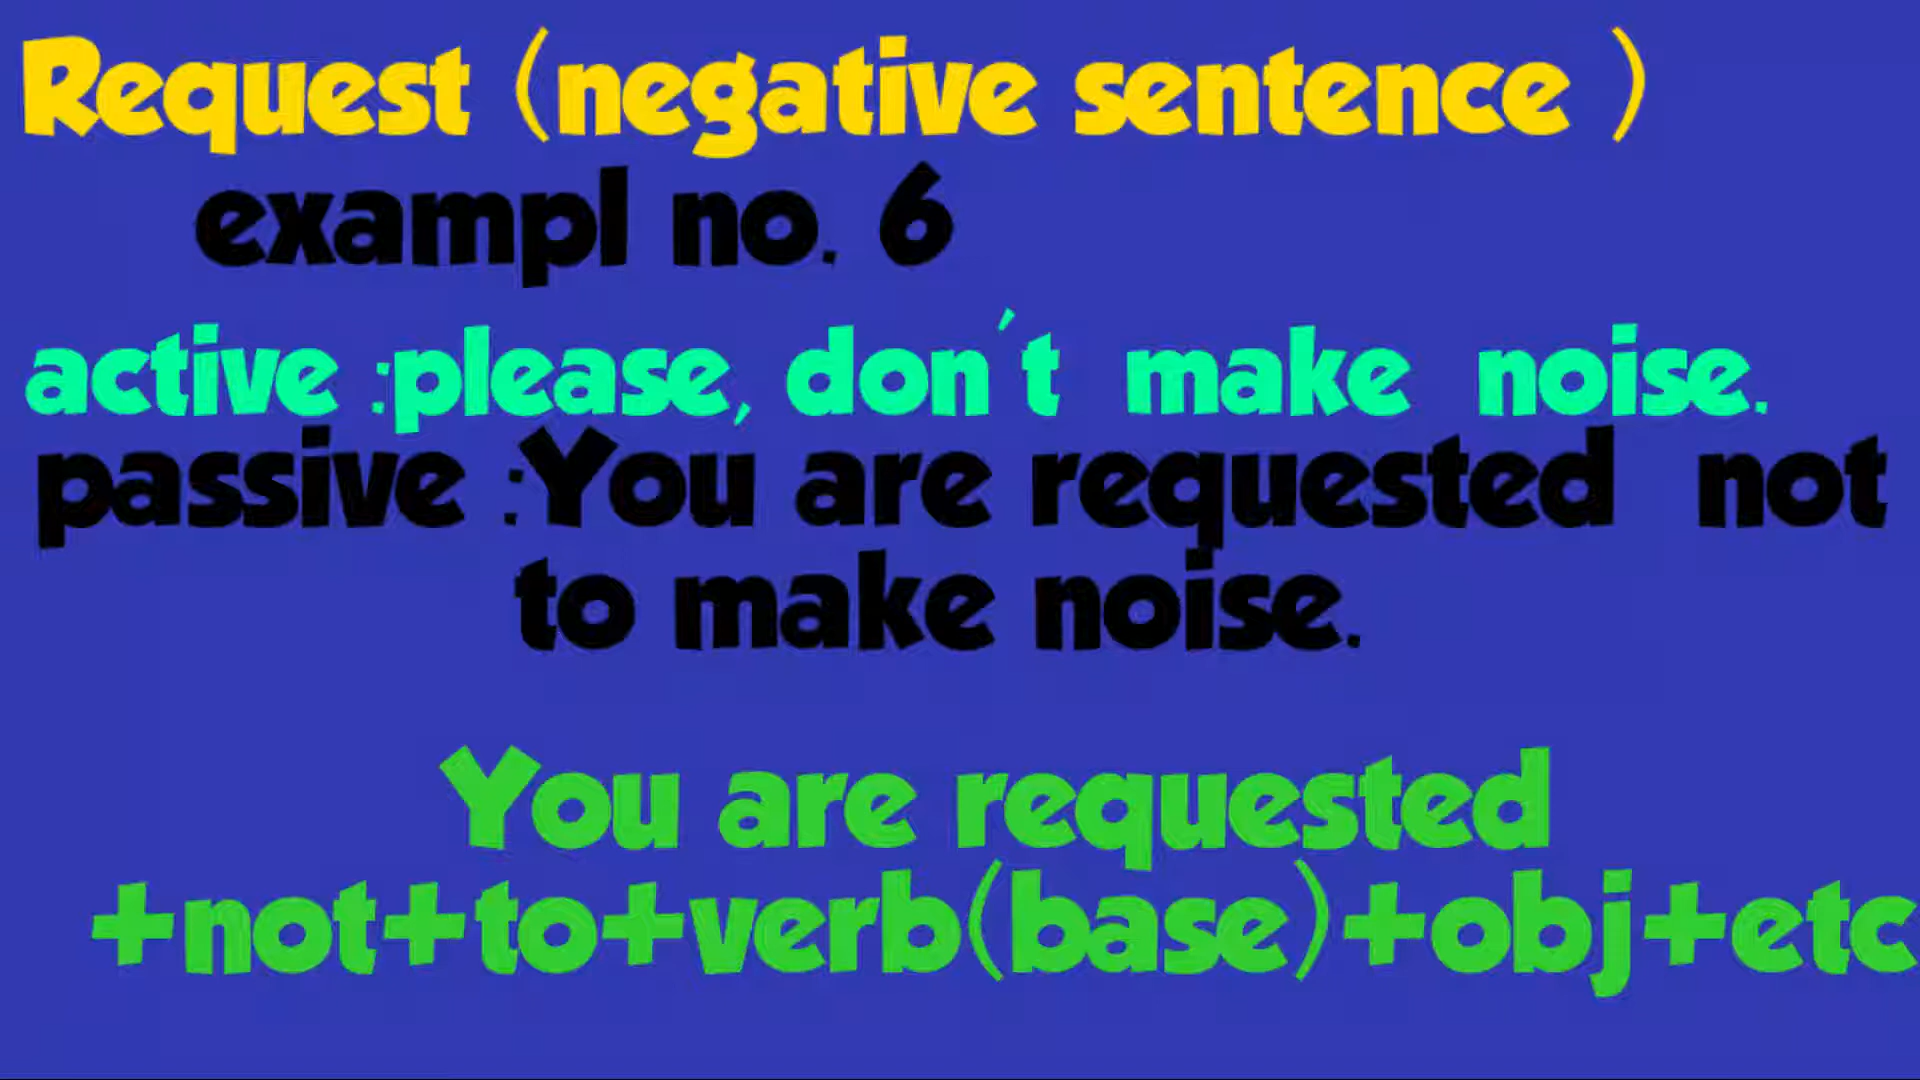 Request (negative sentence )
exampl no. 6
active :please, don't make noise.
passive :You are requested not
to make noise.
You are requested
+not+to+verb(base)+obj+etc